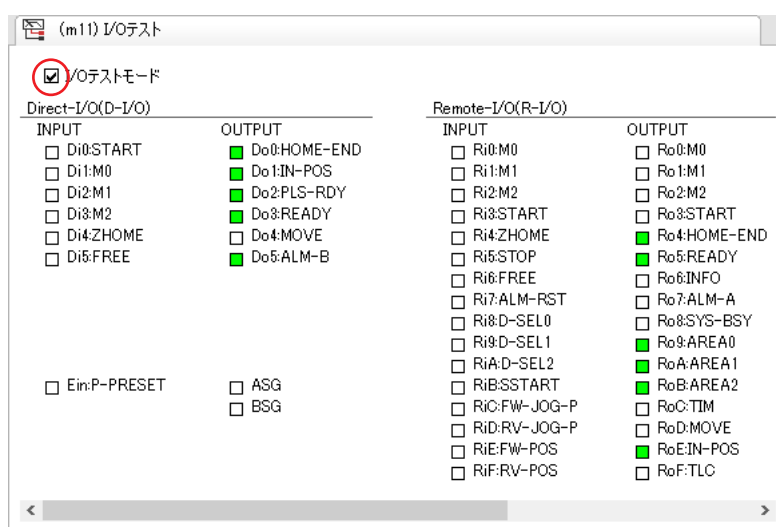 (m11) I/Oテスト
I/Oテストモード
Direct-I/O(D-I/O)
INPUT
Di0:START
Di1:M0
Di2:M1
Di3:M2
Di4:ZHOME
Di5:FREE
Ein:P-PRESET
OUTPUT
Do0:HOME-END
Do1:IN-POS
Do2:PLS-RDY
Do3:READY
Do4:MOVE
Do5:ALM-B
ASG
BSG
Remote-I/O(R-I/O)
INPUT
Ri0:M0
Ri1:M1
Ri2:M2
Ri3:START
Ri4:ZHOME
Ri5:STOP
Ri6:FREE
Ri7:ALM-RST
Ri8:D-SEL0
Ri9:D-SEL1
RiA:D-SEL2
RiB:SSTART
RiC:FW-JOG-P
RiD:RV-JOG-P
RiE:FW-POS
RiF:RV-POS
OUTPUT
Ro0:M0
Ro1:M1
Ro2:M2
Ro3:START
Ro4:HOME-END
Ro5:READY
Ro6:INFO
Ro7:ALM-A
Ro8:SYS-BSY
Ro9:AREA0
RoA:AREA1
RoB:AREA2
RoC:TIM
RoD:MOVE
RoE:IN-POS
RoF:TLC